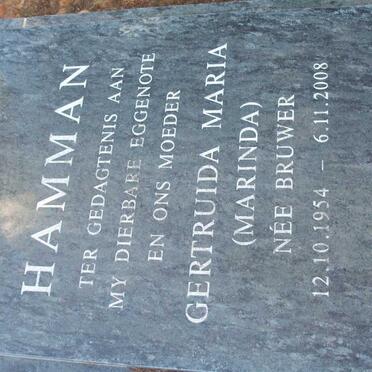 HAMMAN
TER GEDAGTENIS AAN
MY DIERBARE EGGENOTE
EN ONS MOEDER
GERTRUIDA MARIA
(MARINDA)
NÉE BRUWER
12.10.1954 – 6.11.2008